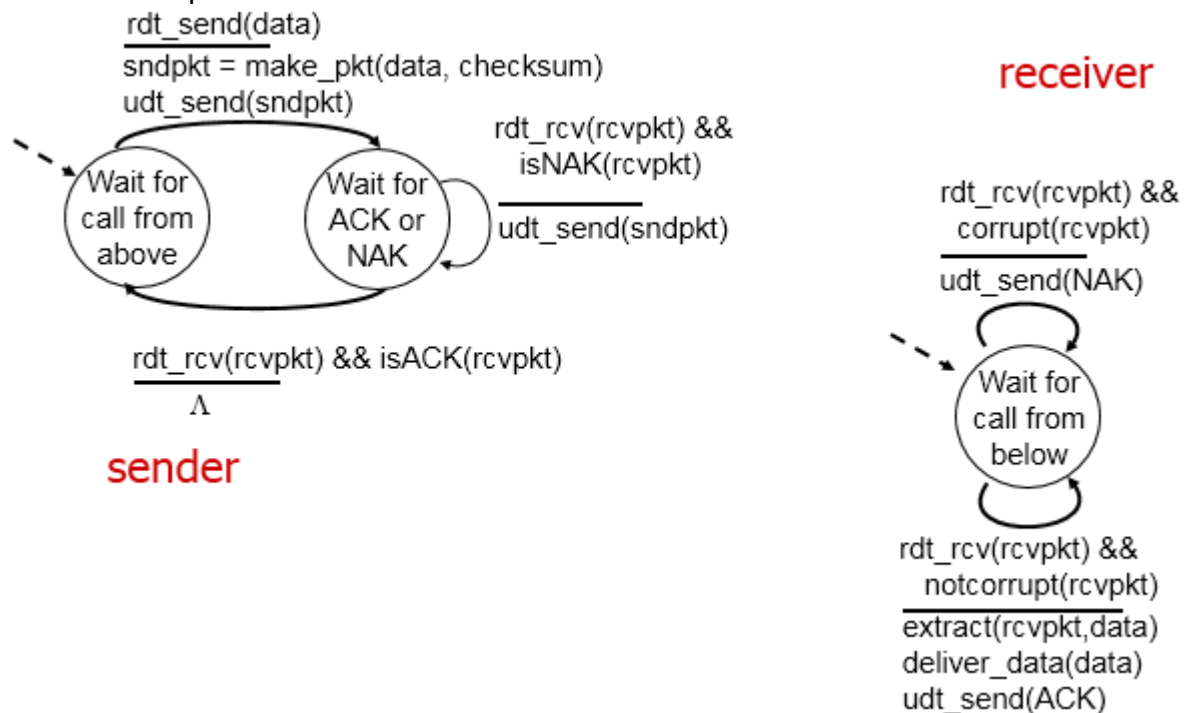 rdt_send(data)
sndpkt = make_pkt(data, checksum)
udt_send(sndpkt)
Wait for
call from
above
Wait for
ACK or
NAK
rdt_rcv(rcvpkt) &&
isNAK(rcvpkt)
udt_send(sndpkt)
rdt_rcv(rcvpkt) && isACK(rcvpkt)
Λ
sender
receiver
rdt_rcv(rcvpkt) &&
corrupt(rcvpkt)
udt_send(NAK)
Wait for
call from
below
rdt_rcv(rcvpkt) &&
notcorrupt(rcvpkt)
extract(rcvpkt,data)
deliver_data(data)
udt_send(ACK)